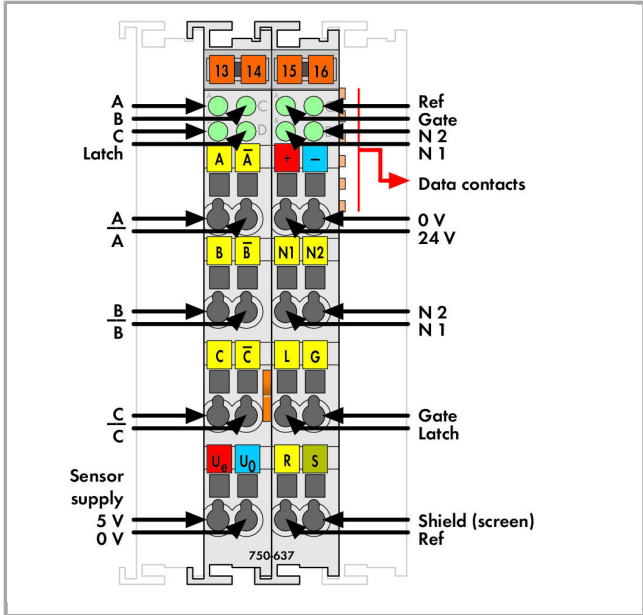 13 14 15 16
A Ref
B C Gate
C D N 2
Latch N 1
A A̅ + −
Data contacts
A 0 V
A̅ 24 V
B B̅ N1 N2
B N 2
B̅ N 1
C C̅ L G
C Gate
C̅ Latch
Ue U0 R S
Sensor
supply
5 V Shield (screen)
0 V Ref
750-637